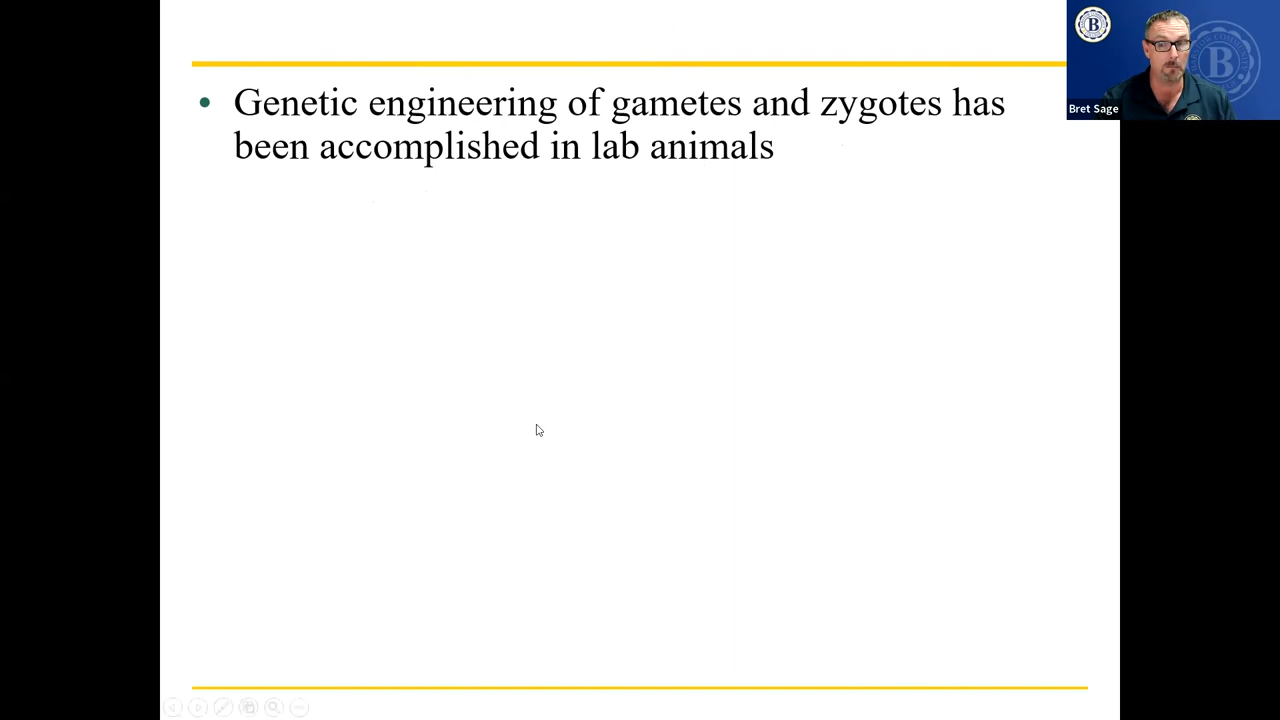 Genetic engineering of gametes and zygotes has
been accomplished in lab animals
B
Bret Sage
B